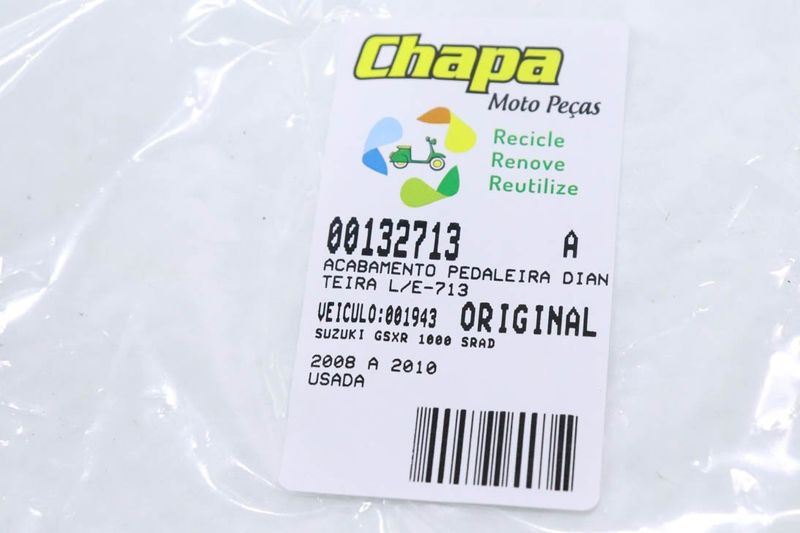 Chapa
Moto Peças
Recicle
Renove
Reutilize
00132713 A
ACABAMENTO PEDALEIRA DIAN
TEIRA L/E-713
VEICULO:001943 ORIGINAL
SUZUKI GSXR 1000 SRAD
2008 A 2010
USADA